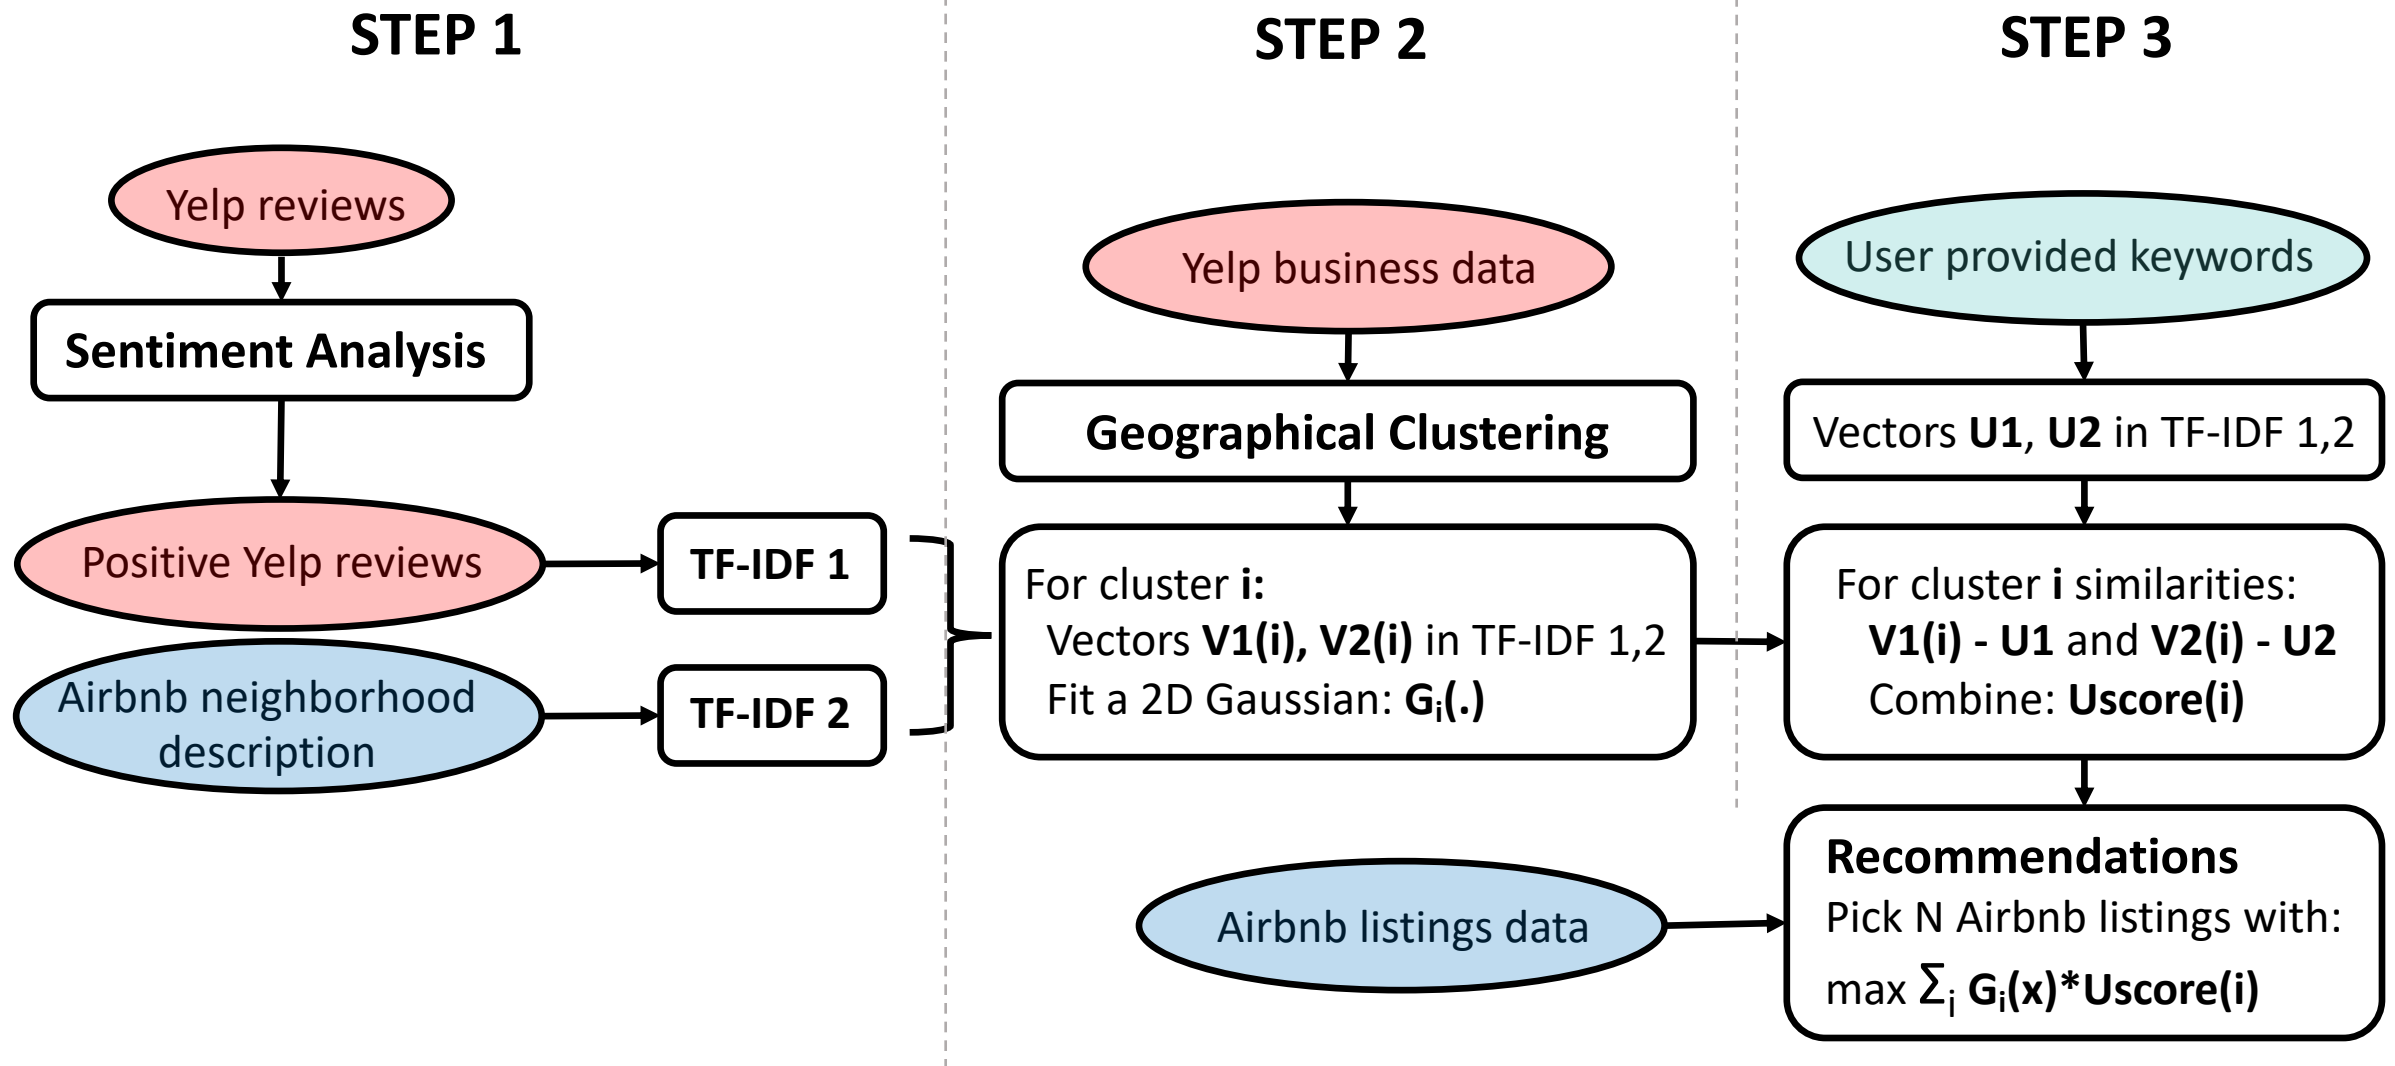 STEP 1
Yelp reviews
Sentiment Analysis
Positive Yelp reviews
TF-IDF 1
Airbnb neighborhood
description
TF-IDF 2
STEP 2
Yelp business data
Geographical Clustering
For cluster i:
Vectors V1(i), V2(i) in TF-IDF 1,2
Fit a 2D Gaussian: Gᵢ(.)
Airbnb listings data
STEP 3
User provided keywords
Vectors U1, U2 in TF-IDF 1,2
For cluster i similarities:
V1(i) - U1 and V2(i) - U2
Combine: Uscore(i)
Recommendations
Pick N Airbnb listings with:
max Σᵢ Gᵢ(x)*Uscore(i)